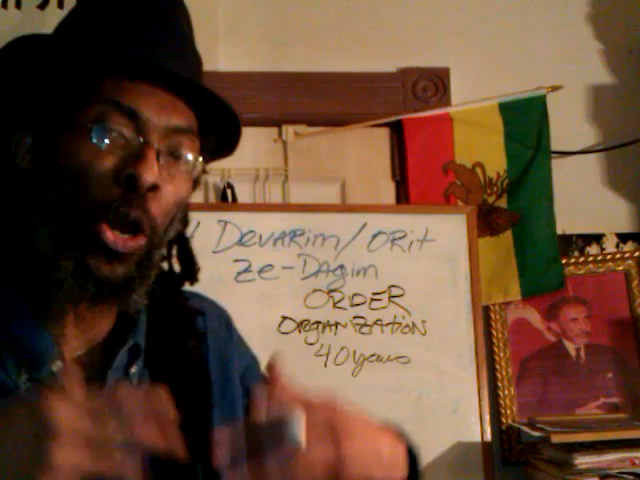 Devarim/ORit
ze-Dagim
ORDER
ORGANIZATION
40 years